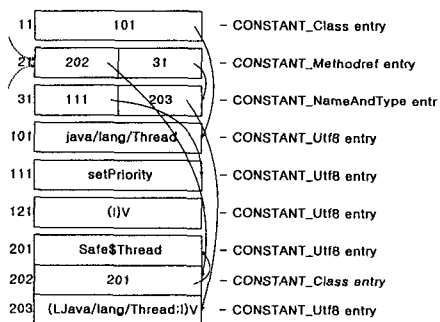 11 101 - CONSTANT_Class entry
21 202 31 - CONSTANT_Methodref entry
31 111 203 - CONSTANT_NameAndType entr
101 java/lang/Thread - CONSTANT_Utf8 entry
111 setPriority - CONSTANT_Utf8 entry
121 (I)V - CONSTANT_Utf8 entry
201 Safe$Thread - CONSTANT_Utf8 entry
202 201 - CONSTANT_Class entry
203 (LJava/lang/Thread:I)V - CONSTANT_Utf8 entry